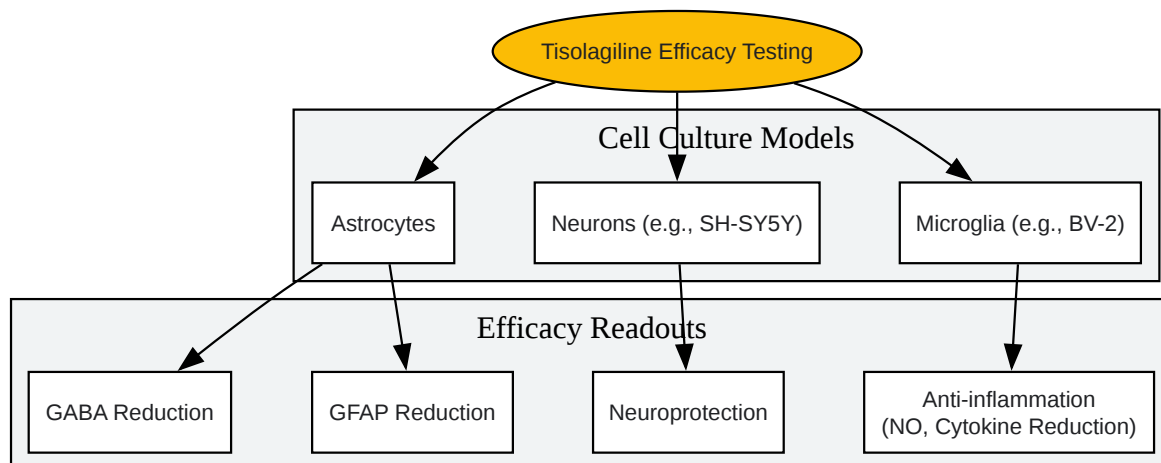 Tisolagiline Efficacy Testing
Cell Culture Models
Astrocytes
Neurons (e.g., SH-SY5Y)
Microglia (e.g., BV-2)
Efficacy Readouts
GABA Reduction
GFAP Reduction
Neuroprotection
Anti-inflammation
(NO, Cytokine Reduction)